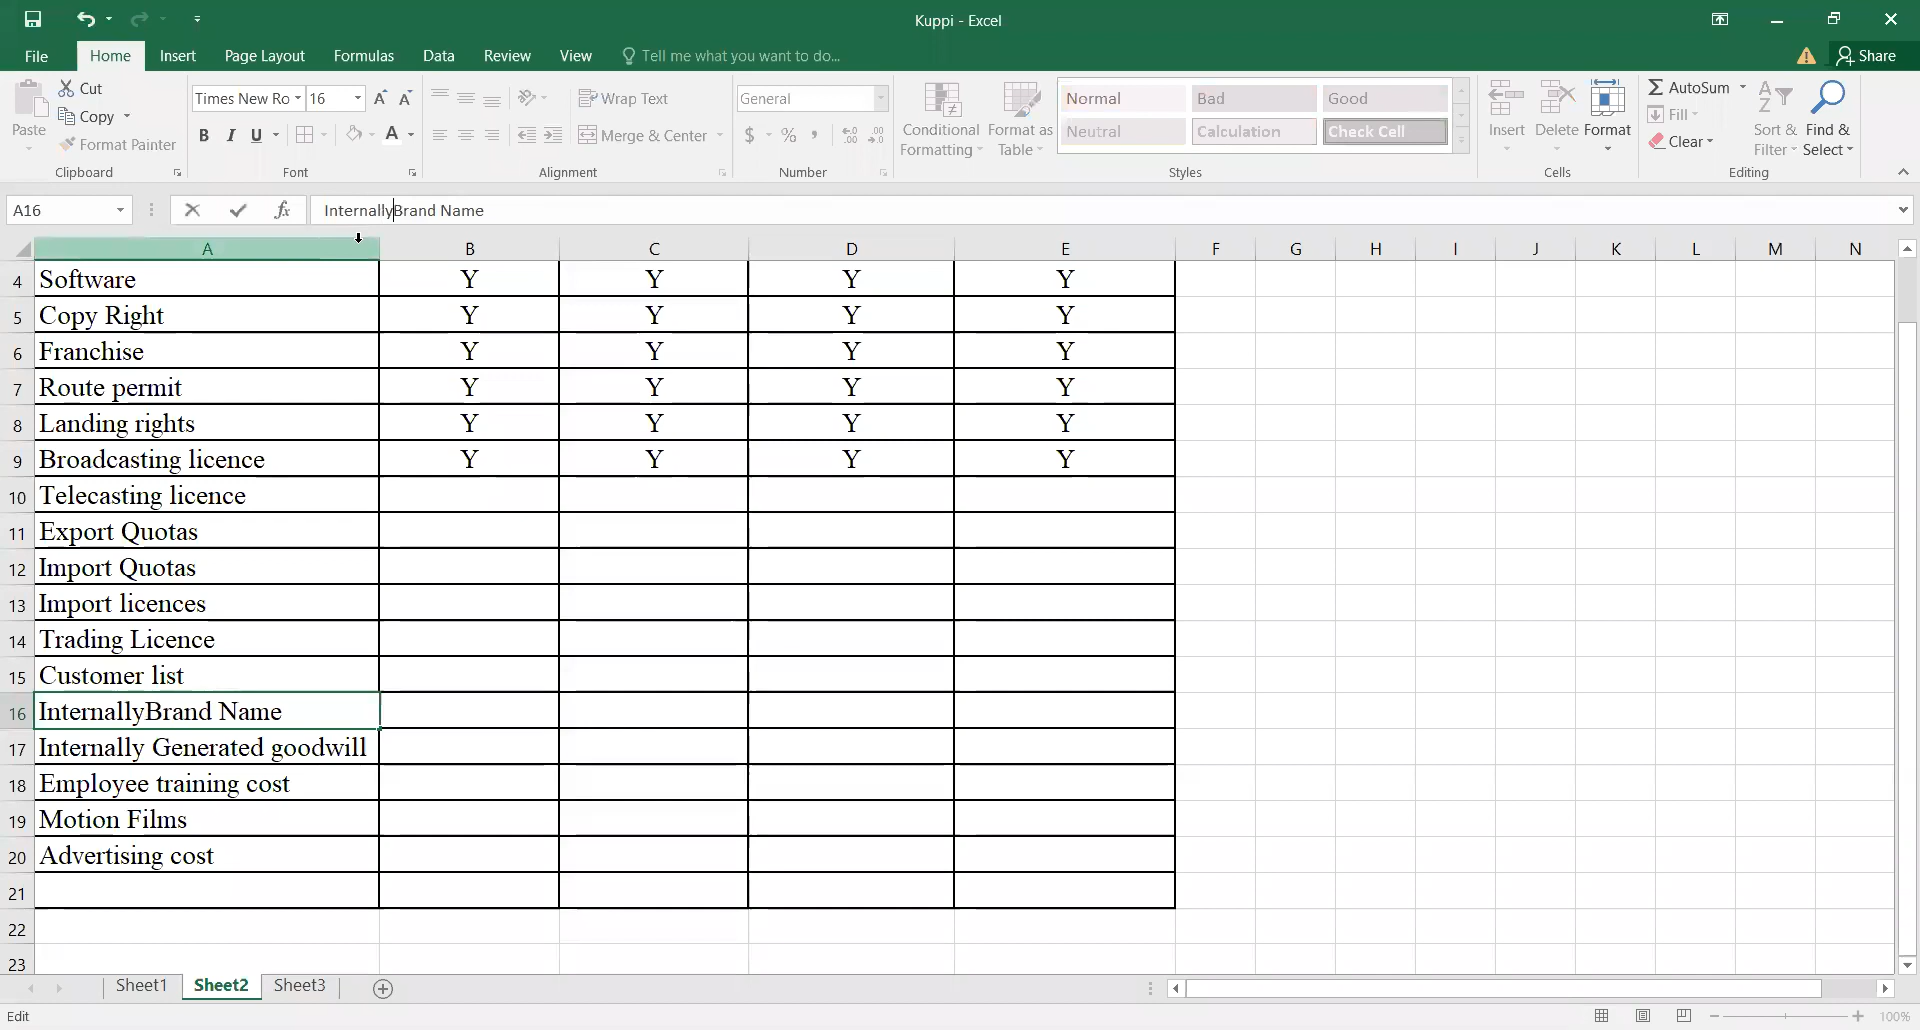 Kuppi - Excel
File Home Insert Page Layout Formulas Data Review View Tell me what you want to do... Share
Paste Cut Copy Format Painter Clipboard
Times New Ro 16 B I U A Font
Wrap Text Merge & Center Alignment
General $ % Number
Conditional Formatting Format as Table
Normal Bad Good
Neutral Calculation Check Cell
Styles
Insert Delete Format Cells
AutoSum Fill Clear Sort & Filter Find & Select Editing
A16 fx InternallyBrand Name
A B C D E F G H I J K L M N
4 Software Y Y Y Y
5 Copy Right Y Y Y Y
6 Franchise Y Y Y Y
7 Route permit Y Y Y Y
8 Landing rights Y Y Y Y
9 Broadcasting licence Y Y Y Y
10 Telecasting licence
11 Export Quotas
12 Import Quotas
13 Import licences
14 Trading Licence
15 Customer list
16 InternallyBrand Name
17 Internally Generated goodwill
18 Employee training cost
19 Motion Films
20 Advertising cost
21
22
23
Sheet1 Sheet2 Sheet3
Edit 100%